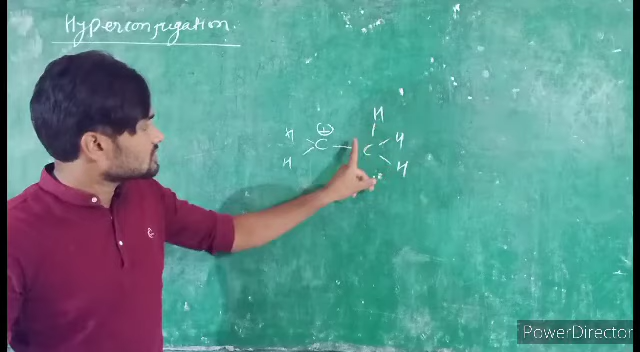 Hyperconjugation.
H
H ⊕ H
C — C
H H
PowerDirector